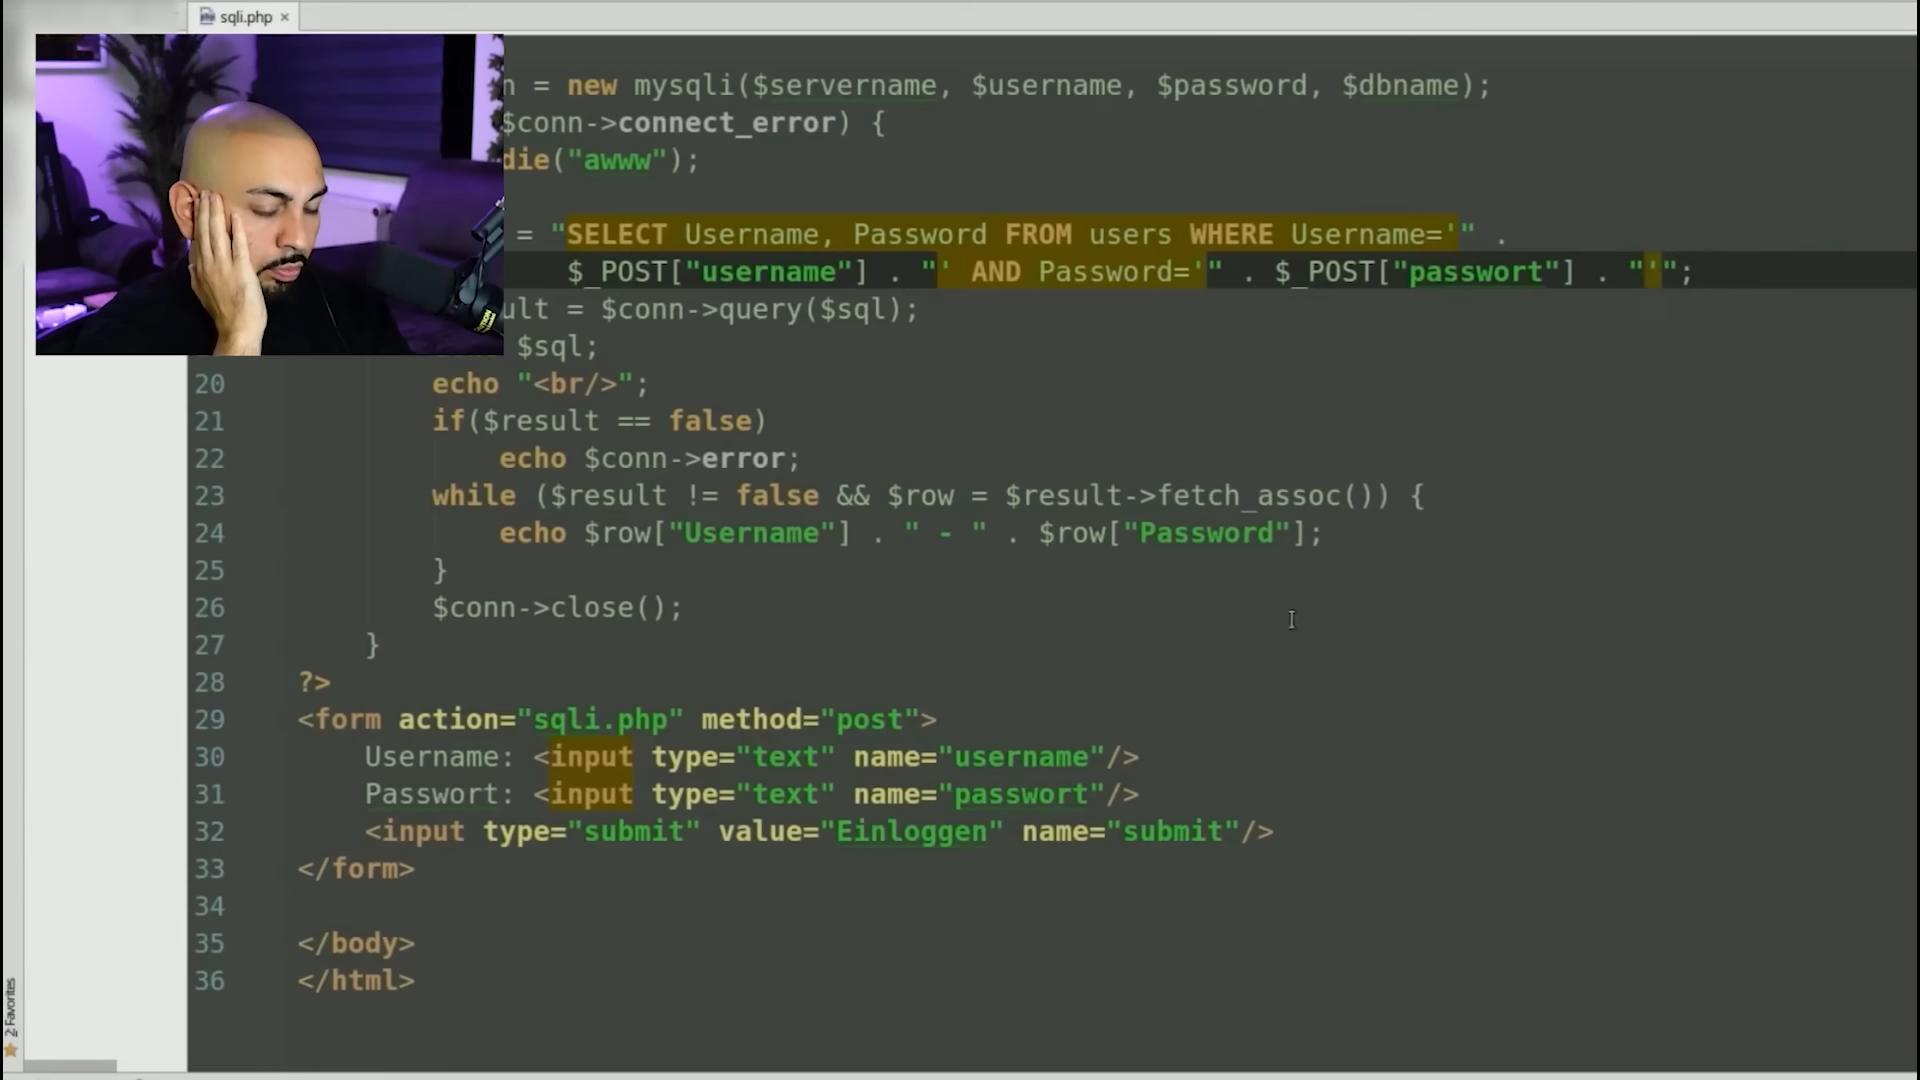 sqli.php
n = new mysqli($servername, $username, $password, $dbname);
$conn->connect_error) {
die("awww");
= "SELECT Username, Password FROM users WHERE Username='" .
$_POST["username"] . "' AND Password='" . $_POST["passwort"] . "'";
ult = $conn->query($sql);
$sql;
20 echo "<br/>";
21 if($result == false)
22 echo $conn->error;
23 while ($result != false && $row = $result->fetch_assoc()) {
24 echo $row["Username"] . " - " . $row["Password"];
25 }
26 $conn->close();
27 }
28 ?>
29 <form action="sqli.php" method="post">
30 Username: <input type="text" name="username"/>
31 Passwort: <input type="text" name="passwort"/>
32 <input type="submit" value="Einloggen" name="submit"/>
33 </form>
34
35 </body>
36 </html>
2: Favorites
CAUTION